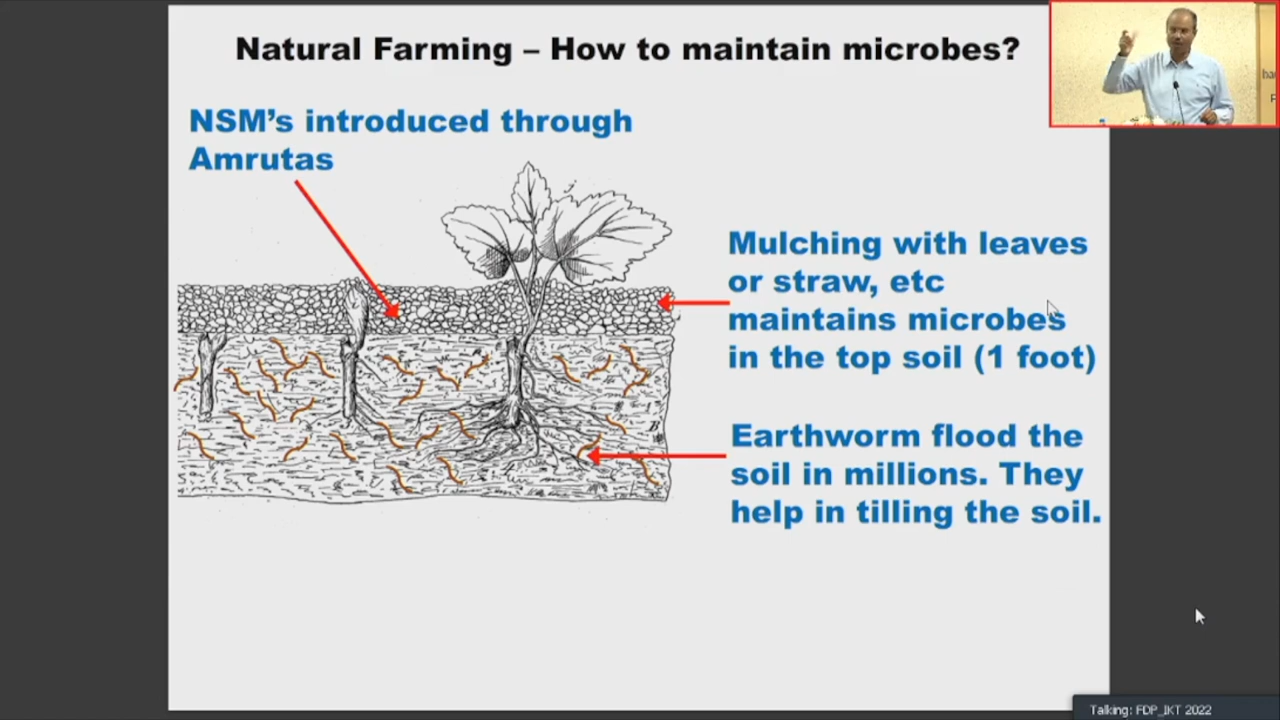 Natural Farming – How to maintain microbes?
NSM's introduced through
Amrutas
Mulching with leaves
or straw, etc
maintains microbes
in the top soil (1 foot)
Earthworm flood the
soil in millions. They
help in tilling the soil.
Talking: FDP_IKT 2022